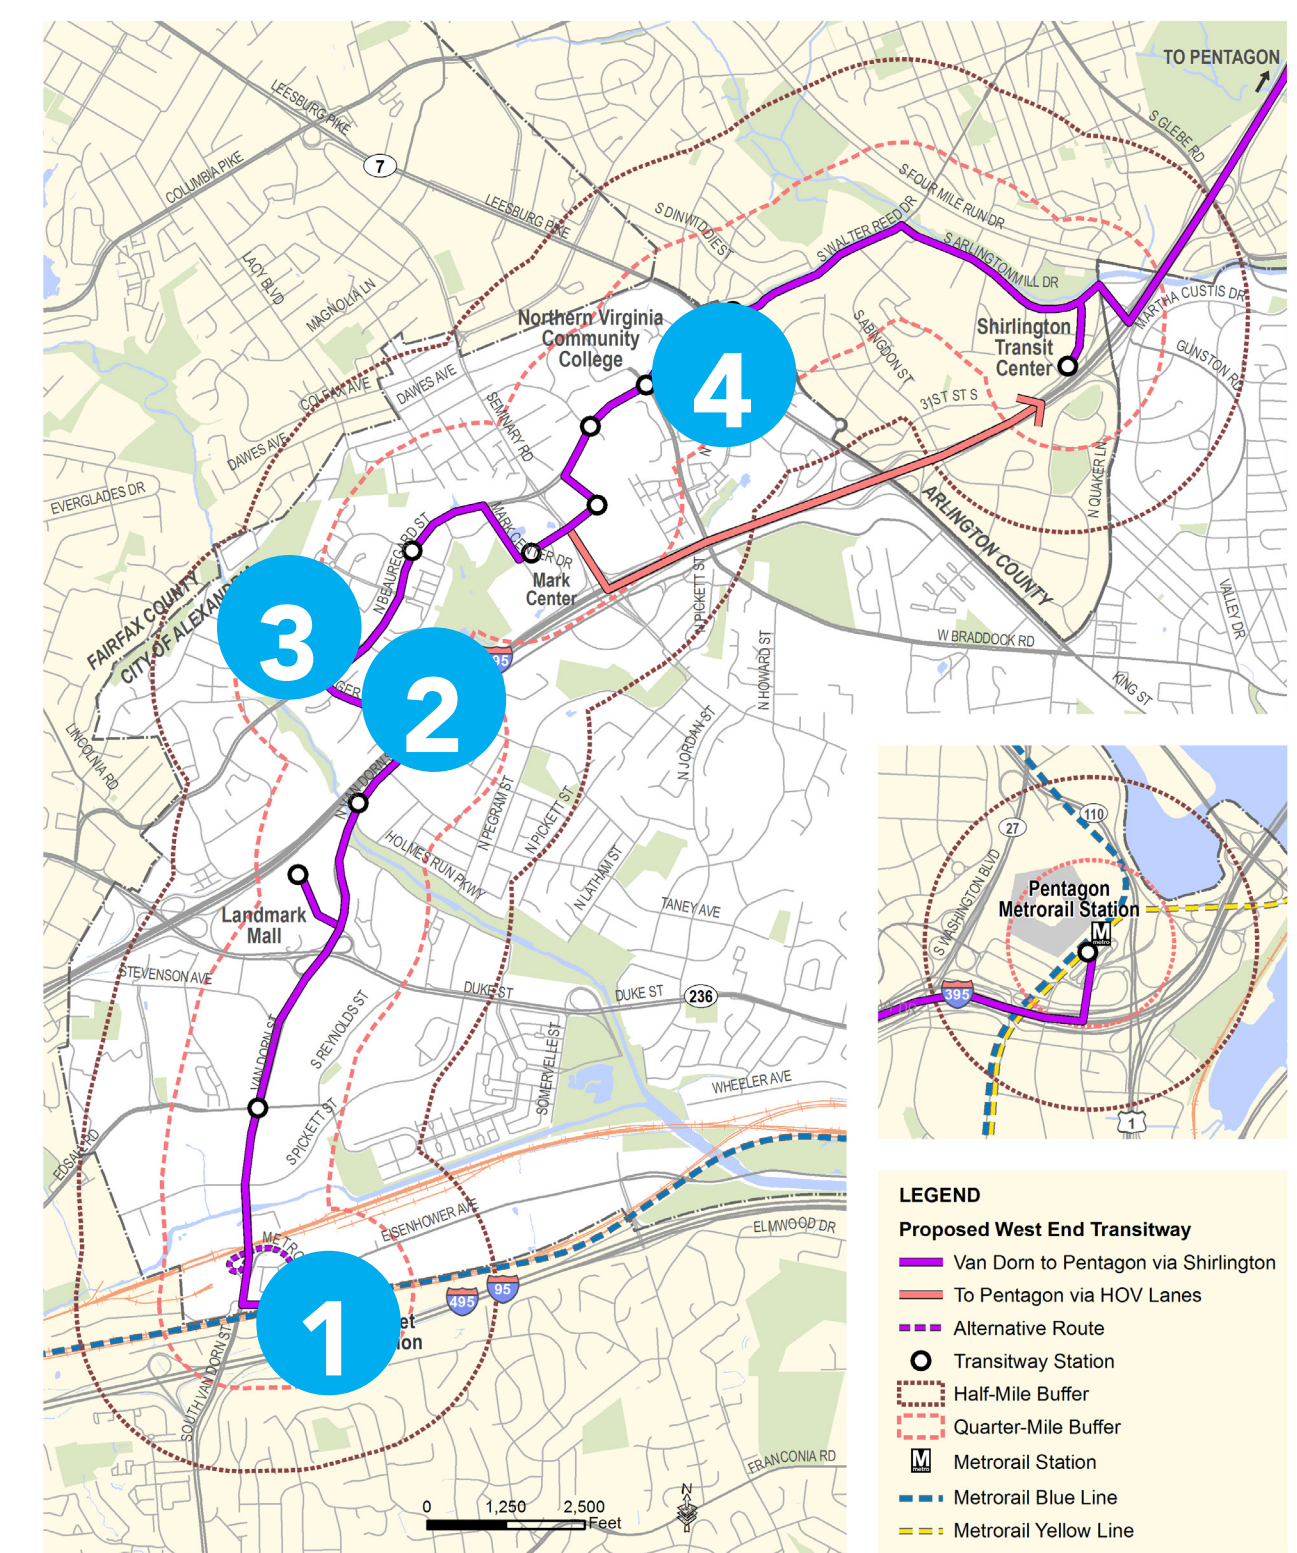 TO PENTAGON
LEESBURG PIKE
COLUMBIA PIKE
7
LEESBURG PIKE
S GLEBE RD
S FOUR MILE RUN DR
S DINWIDDIE ST
S WALTER REED DR
S ARLINGTON MILL DR
LACY BLVD
MAGNOLIA LN
MARTHA CUSTIS DR
Northern Virginia
Community
College
Shirlington
Transit
Center
S ABINGDON ST
GUNSTON RD
4
DAWES AVE
COLFAX AVE
31ST ST S
SEMINARY RD
DAWES AVE
N QUAKER LN
EVERGLADES DR
ARLINGTON COUNTY
MARK CENTER DR
N BEAUREGARD ST
Mark
Center
N PICKETT ST
FAIRFAX COUNTY
CITY OF ALEXANDRIA
3
VALLEY DR
W BRADDOCK RD
N HOWARD ST
KING ST
95
2
LINCOLNIA RD
N JORDAN ST
N VAN DORN S
N PEGRAM ST
N PICKETT ST
HOLMES RUN PKWY
N LATHAM ST
TANEY AVE
Landmark
Mall
STEVENSON AVE
DUKE ST
DUKE ST
236
S REYNOLDS ST
VAN DORN ST
SOMERVELLE ST
WHEELER AVE
S PICKETT ST
EDSALL RD
EISENHOWER AVE
ELMWOOD DR
METRO
1
et
ion
495
95
SOUTH VAN DORN ST
FRANCONIA RD
0 1,250 2,500
Feet
N
27
110
S WASHINGTON BLVD
Pentagon
Metrorail Station
M
metro
395
1
LEGEND
Proposed West End Transitway
Van Dorn to Pentagon via Shirlington
To Pentagon via HOV Lanes
Alternative Route
Transitway Station
Half-Mile Buffer
Quarter-Mile Buffer
M
metro
Metrorail Station
Metrorail Blue Line
Metrorail Yellow Line